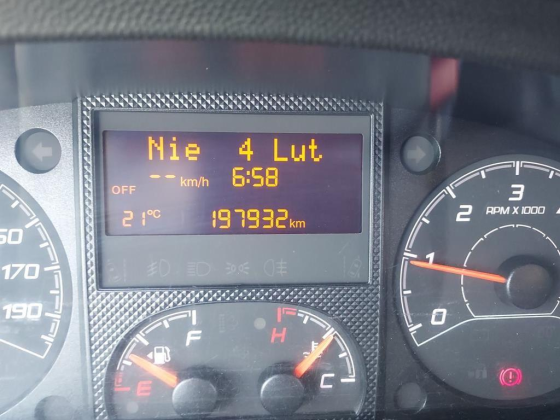 Nie 4 Lut
-- km/h 6:58
OFF
21°C 197932 km
150
170
190
F
E
H
C
0
1
2
3
4
RPM X 1000